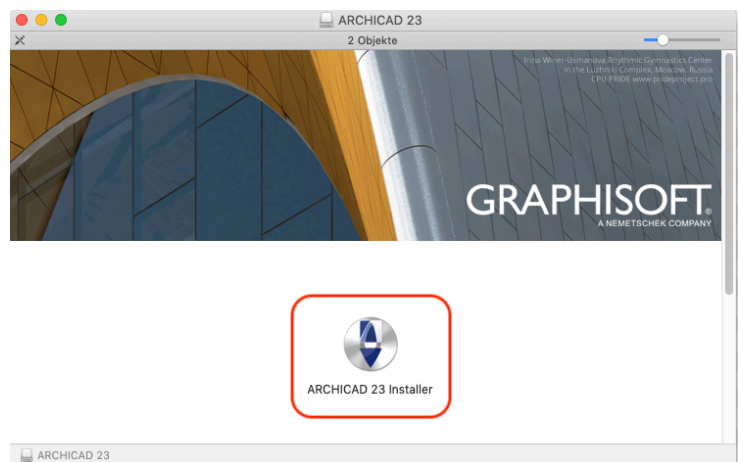 ARCHICAD 23
2 Objekte
Irina Winer-Usmanova Rhythmic Gymnastics Center
in the Luzhniki Complex, Moscow, Russia
CPU PRIDE www.prideproject.pro
GRAPHISOFT®
A NEMETSCHEK COMPANY
ARCHICAD 23 Installer
ARCHICAD 23